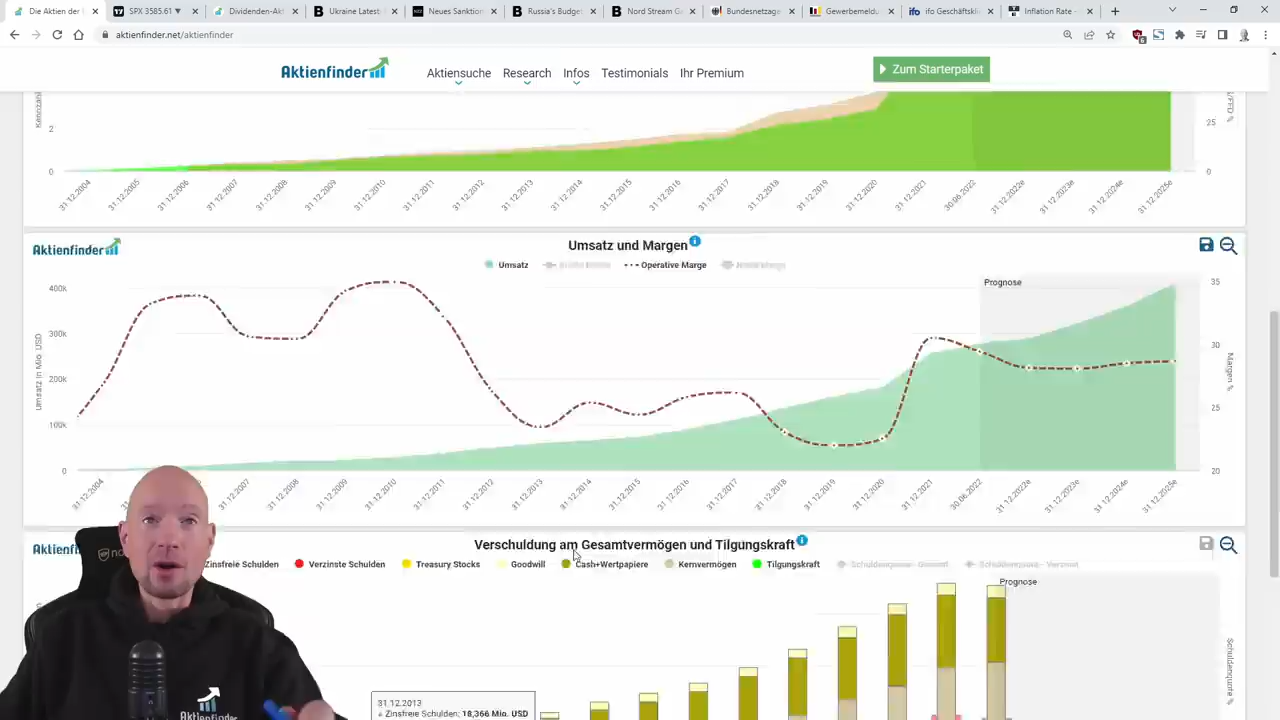 Die Aktien der
SPX 3585.61 ▼
Dividenden-Al
Ukraine Latest-
Neues Sanktion
Russia's Budge
Nord Stream G
Bundesnetzage
Gewerbemeldu
ifo Geschäftskli
Inflation Rate -
aktienfinder.net/aktienfinder
Aktienfinder
Aktiensuche
Research
Infos
Testimonials
Ihr Premium
Zum Starterpaket
2
0
25
0
31.12.2004
31.12.2005
31.12.2006
31.12.2007
31.12.2008
31.12.2009
31.12.2010
31.12.2011
31.12.2012
31.12.2013
31.12.2014
31.12.2015
31.12.2016
31.12.2017
31.12.2018
31.12.2019
31.12.2020
31.12.2021
30.06.2022
31.12.2022e
31.12.2023e
31.12.2024e
31.12.2025e
Aktienfinder
Umsatz und Margen
Umsatz
Operative Marge
Prognose
Umsatz in Mio. USD
400k
300k
200k
100k
0
35
30
25
20
Margen %
31.12.2004
2.2007
31.12.2008
31.12.2009
31.12.2010
31.12.2011
31.12.2012
31.12.2013
31.12.2014
31.12.2015
31.12.2016
31.12.2017
31.12.2018
31.12.2019
31.12.2020
31.12.2021
30.06.2022
31.12.2022e
31.12.2023e
31.12.2024e
31.12.2025e
Aktienf
Verschuldung am Gesamtvermögen und Tilgungskraft
Zinsfreie Schulden
Verzinste Schulden
Treasury Stocks
Goodwill
Cash+Wertpapiere
Kernvermögen
Tilgungskraft
Schuldenquote - Gesamt
Schuldenquote - Verzinst
Prognose
Schuldenquote %
31.12.2013
Zinsfreie Schulden: 18,366 Mio. USD
Aktienfinder